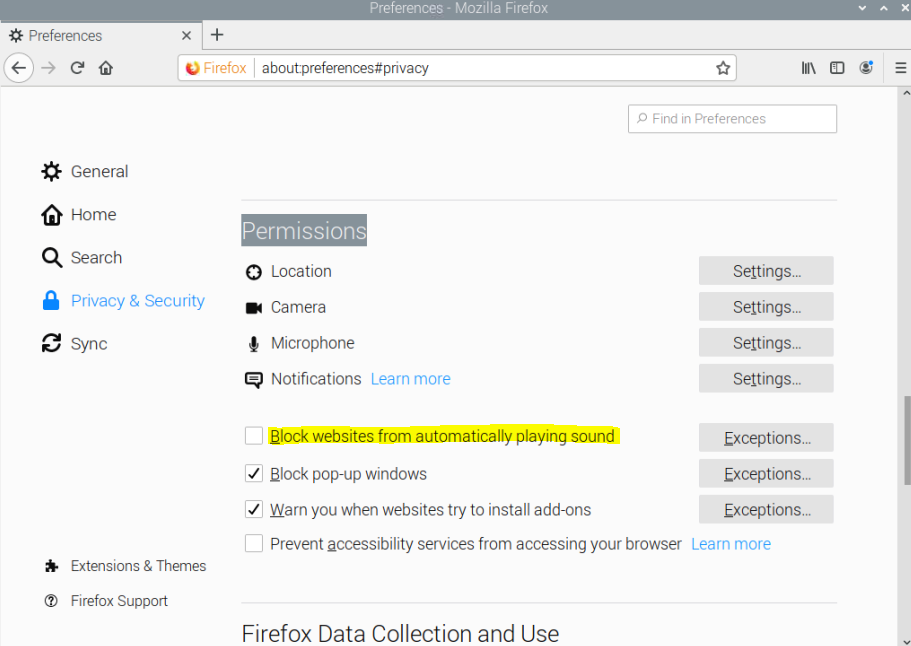 Preferences - Mozilla Firefox
Preferences
Firefox about:preferences#privacy
Find in Preferences
General
Home
Search
Privacy & Security
Sync
Extensions & Themes
Firefox Support
Permissions
Location Settings...
Camera Settings...
Microphone Settings...
Notifications Learn more Settings...
Block websites from automatically playing sound Exceptions...
Block pop-up windows Exceptions...
Warn you when websites try to install add-ons Exceptions...
Prevent accessibility services from accessing your browser Learn more
Firefox Data Collection and Use